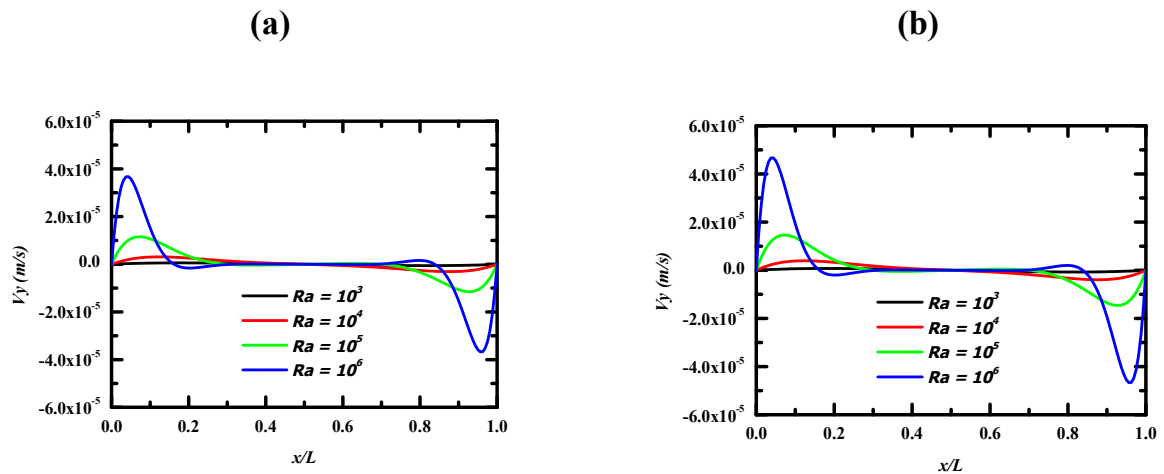 (a)
(b)
6.0x10⁻⁵
4.0x10⁻⁵
2.0x10⁻⁵
0.0
-2.0x10⁻⁵
-4.0x10⁻⁵
-6.0x10⁻⁵
Vy (m/s)
Ra = 10³
Ra = 10⁴
Ra = 10⁵
Ra = 10⁶
0.0 0.2 0.4 0.6 0.8 1.0
x/L
6.0x10⁻⁵
4.0x10⁻⁵
2.0x10⁻⁵
0.0
-2.0x10⁻⁵
-4.0x10⁻⁵
-6.0x10⁻⁵
Vy (m/s)
Ra = 10³
Ra = 10⁴
Ra = 10⁵
Ra = 10⁶
0.0 0.2 0.4 0.6 0.8 1.0
x/L